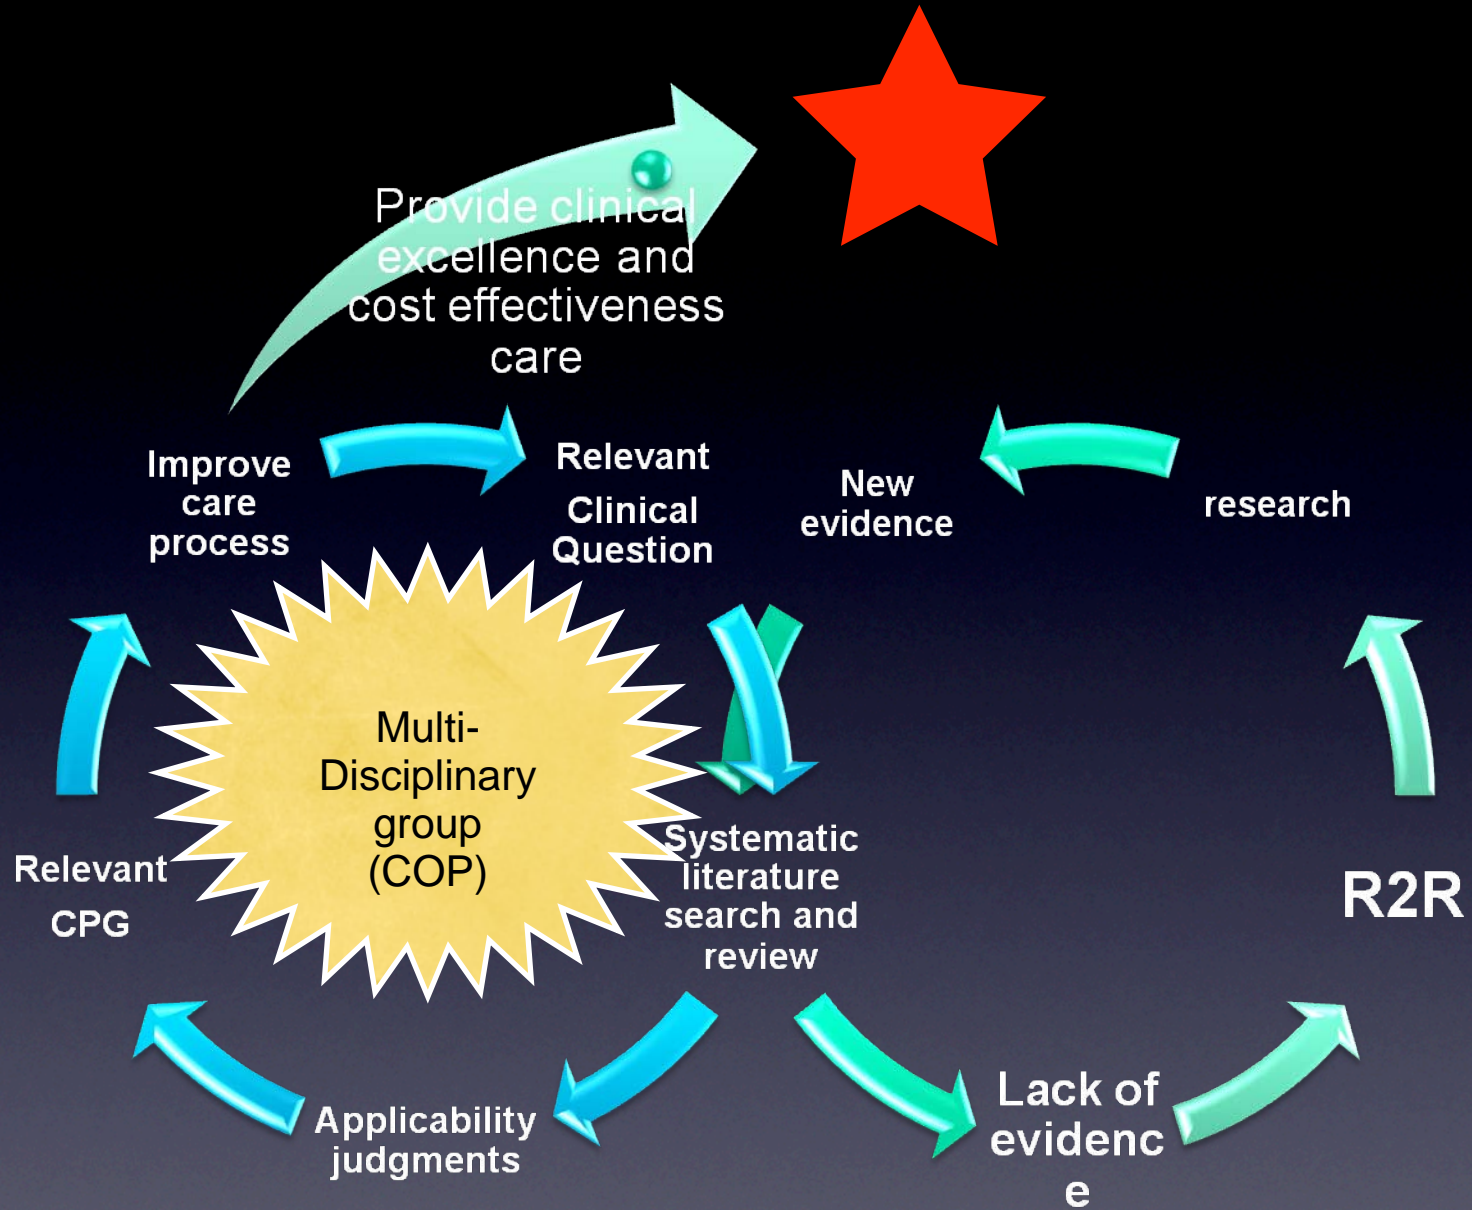 Provide clinical
excellence and
cost effectiveness
care
Improve
care
process
Relevant
Clinical
Question
New
evidence
research
Multi-
Disciplinary
group
(COP)
Systematic
literature
search and
review
Relevant
CPG
R2R
Applicability
judgments
Lack of
evidenc
e